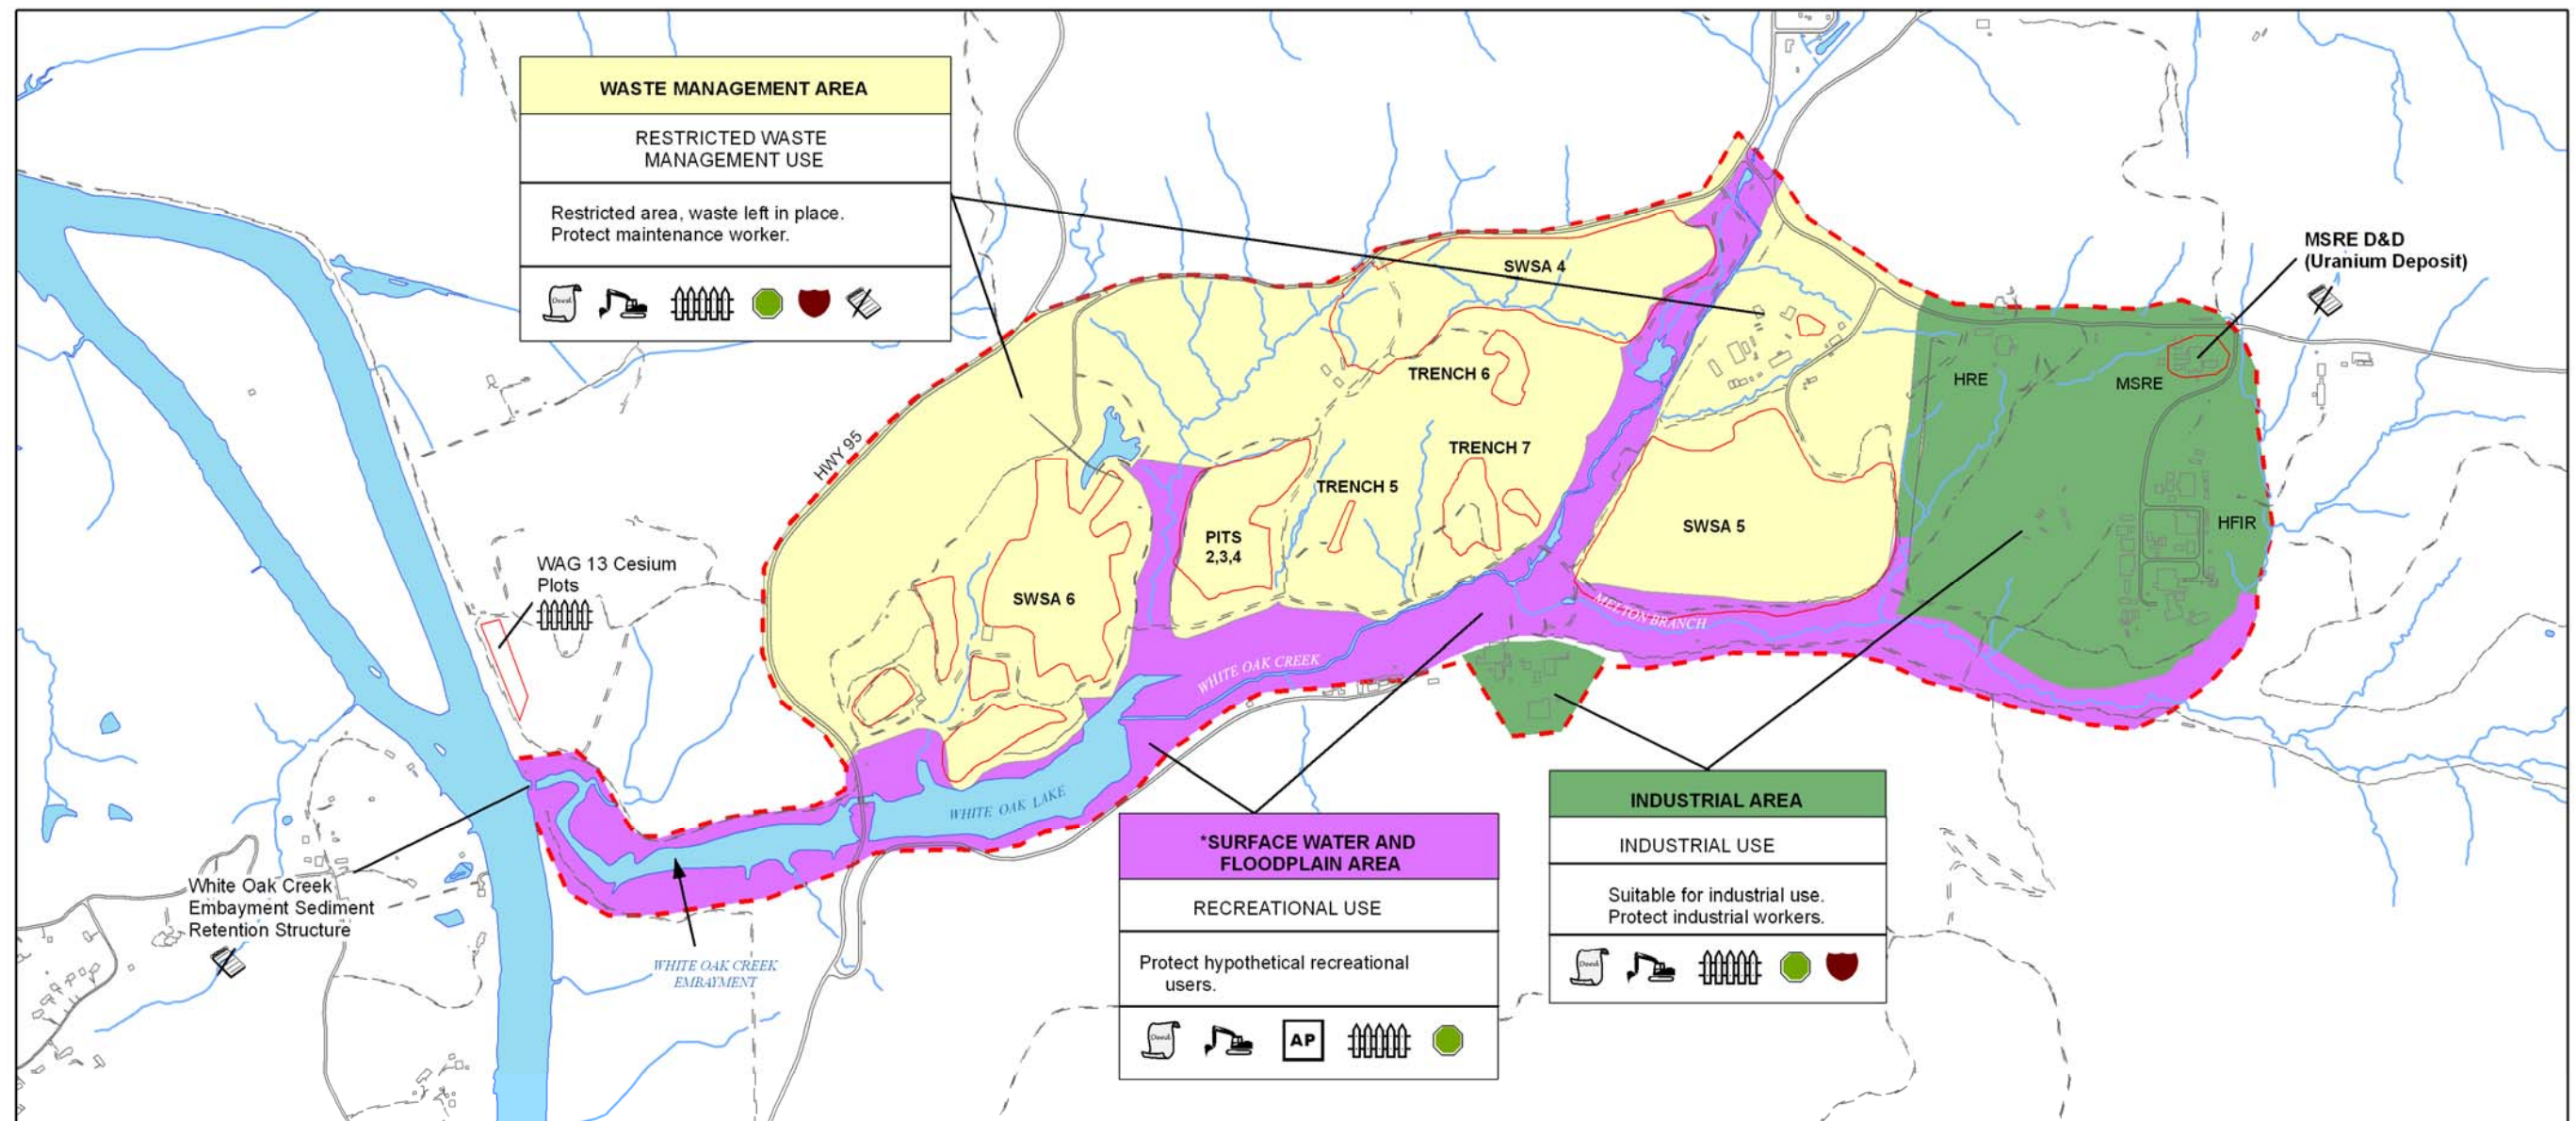 WASTE MANAGEMENT AREA
RESTRICTED WASTE
MANAGEMENT USE
Restricted area, waste left in place.
Protect maintenance worker.
Deed
MSRE D&D
(Uranium Deposit)
SWSA 4
TRENCH 6
HRE
MSRE
HWY 95
TRENCH 7
TRENCH 5
SWSA 5
HFIR
PITS
2,3,4
WAG 13 Cesium
Plots
SWSA 6
MELTON BRANCH
WHITE OAK CREEK
WHITE OAK LAKE
White Oak Creek
Embayment Sediment
Retention Structure
WHITE OAK CREEK
EMBAYMENT
*SURFACE WATER AND
FLOODPLAIN AREA
RECREATIONAL USE
Protect hypothetical recreational
users.
Deed
AP
INDUSTRIAL AREA
INDUSTRIAL USE
Suitable for industrial use.
Protect industrial workers.
Deed